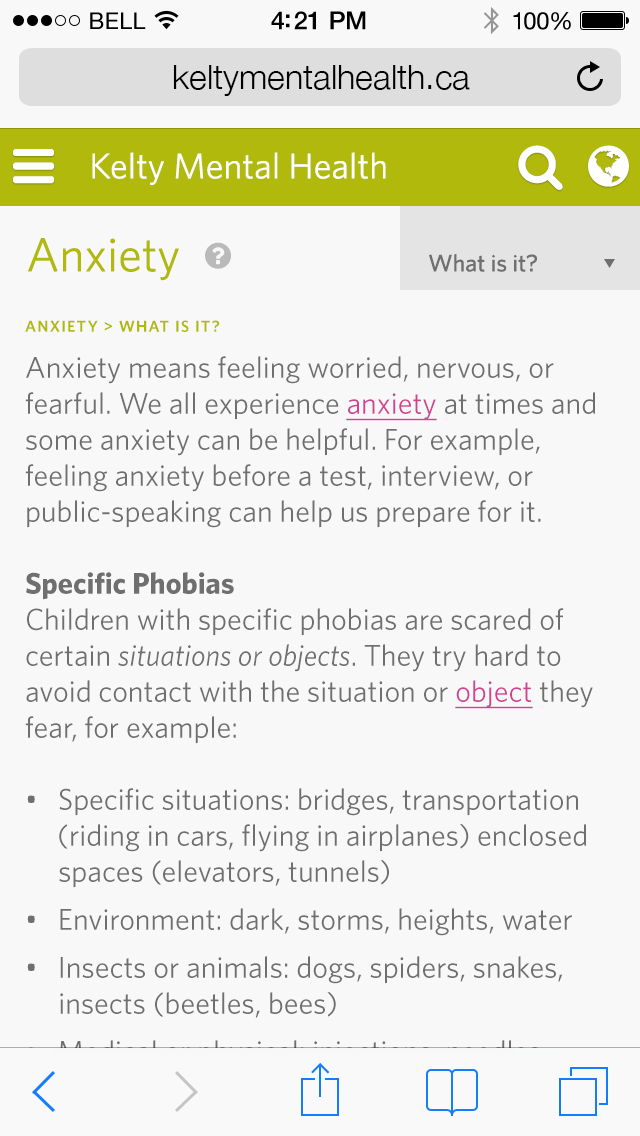 BELL 4:21 PM 100%
keltymentalhealth.ca
Kelty Mental Health
Anxiety ?
What is it?
ANXIETY > WHAT IS IT?
Anxiety means feeling worried, nervous, or
fearful. We all experience anxiety at times and
some anxiety can be helpful. For example,
feeling anxiety before a test, interview, or
public-speaking can help us prepare for it.
Specific Phobias
Children with specific phobias are scared of
certain situations or objects. They try hard to
avoid contact with the situation or object they
fear, for example:
• Specific situations: bridges, transportation
(riding in cars, flying in airplanes) enclosed
spaces (elevators, tunnels)
• Environment: dark, storms, heights, water
• Insects or animals: dogs, spiders, snakes,
insects (beetles, bees)